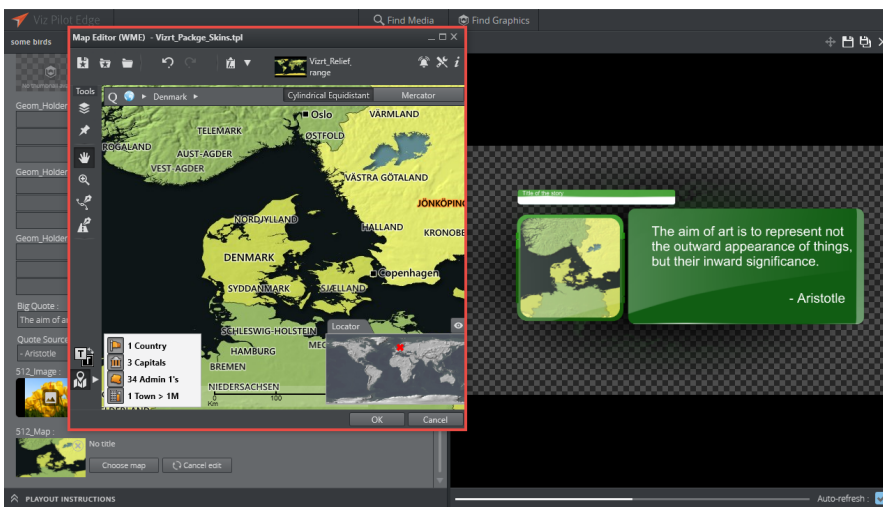 Viz Pilot Edge
Find Media
Find Graphics
some birds
Map Editor (WME) - Vizrt_Packge_Skins.tpl
Vizrt_Relief_
range
Tools
Denmark
Cylindrical Equidistant
Mercator
Geom_Holder
Geom_Holder
Geom_Holder
Big Quote :
The aim of ar
Quote Source
- Aristotle
512_Image :
512_Map :
No title
Choose map
Cancel edit
PLAYOUT INSTRUCTIONS
Oslo
VÄRMLAND
TELEMARK
ØSTFOLD
ROGALAND
AUST-AGDER
VEST-AGDER
VÄSTRA GÖTALAND
JÖNKÖPING
NORDJYLLAND
HALLAND
KRONOBE
DENMARK
Copenhagen
SYDDANMARK
SJÆLLAND
SCHLESWIG-HOLSTEIN
HAMBURG
MEC
BREMEN
NIEDERSACHSEN
0
100
Km
Locator
1 Country
3 Capitals
34 Admin 1's
1 Town > 1M
OK
Cancel
Title of the story
The aim of art is to represent not
the outward appearance of things,
but their inward significance.
- Aristotle
Auto-refresh :